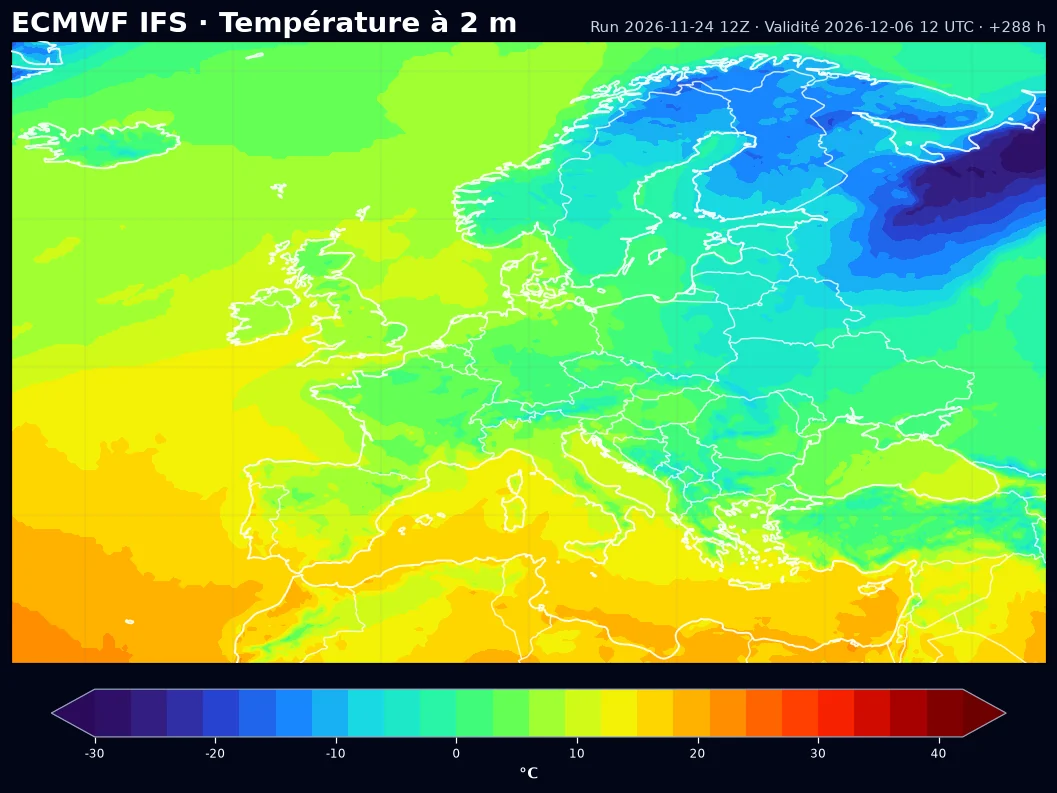 ECMWF IFS · Température à 2 m
Run 2026-11-24 12Z · Validité 2026-12-06 12 UTC · +288 h
-30 -20 -10 0 10 20 30 40
°C